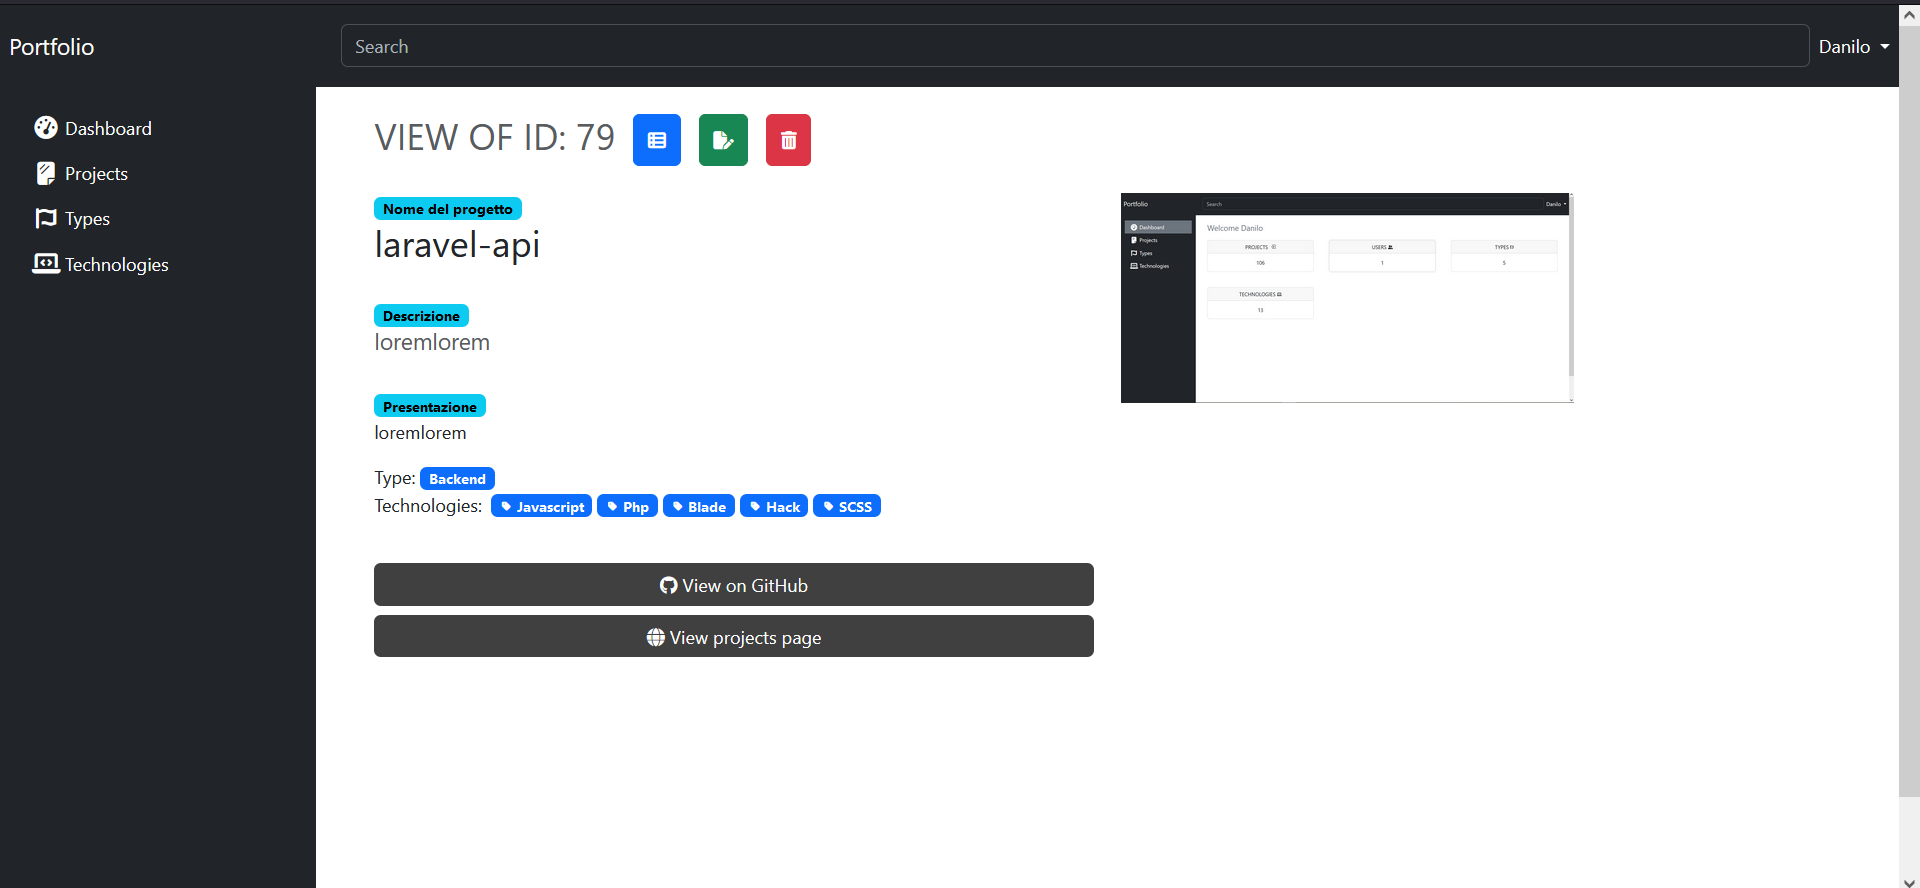 Portfolio
Search
Danilo
Dashboard
Projects
Types
Technologies
VIEW OF ID: 79
Nome del progetto
laravel-api
Descrizione
loremlorem
Presentazione
loremlorem
Type: Backend
Technologies: Javascript Php Blade Hack SCSS
View on GitHub
View projects page
Portfolio
Search
Danilo
Dashboard
Projects
Types
Technologies
Welcome Danilo
PROJECTS
106
USERS
1
TYPES
5
TECHNOLOGIES
13